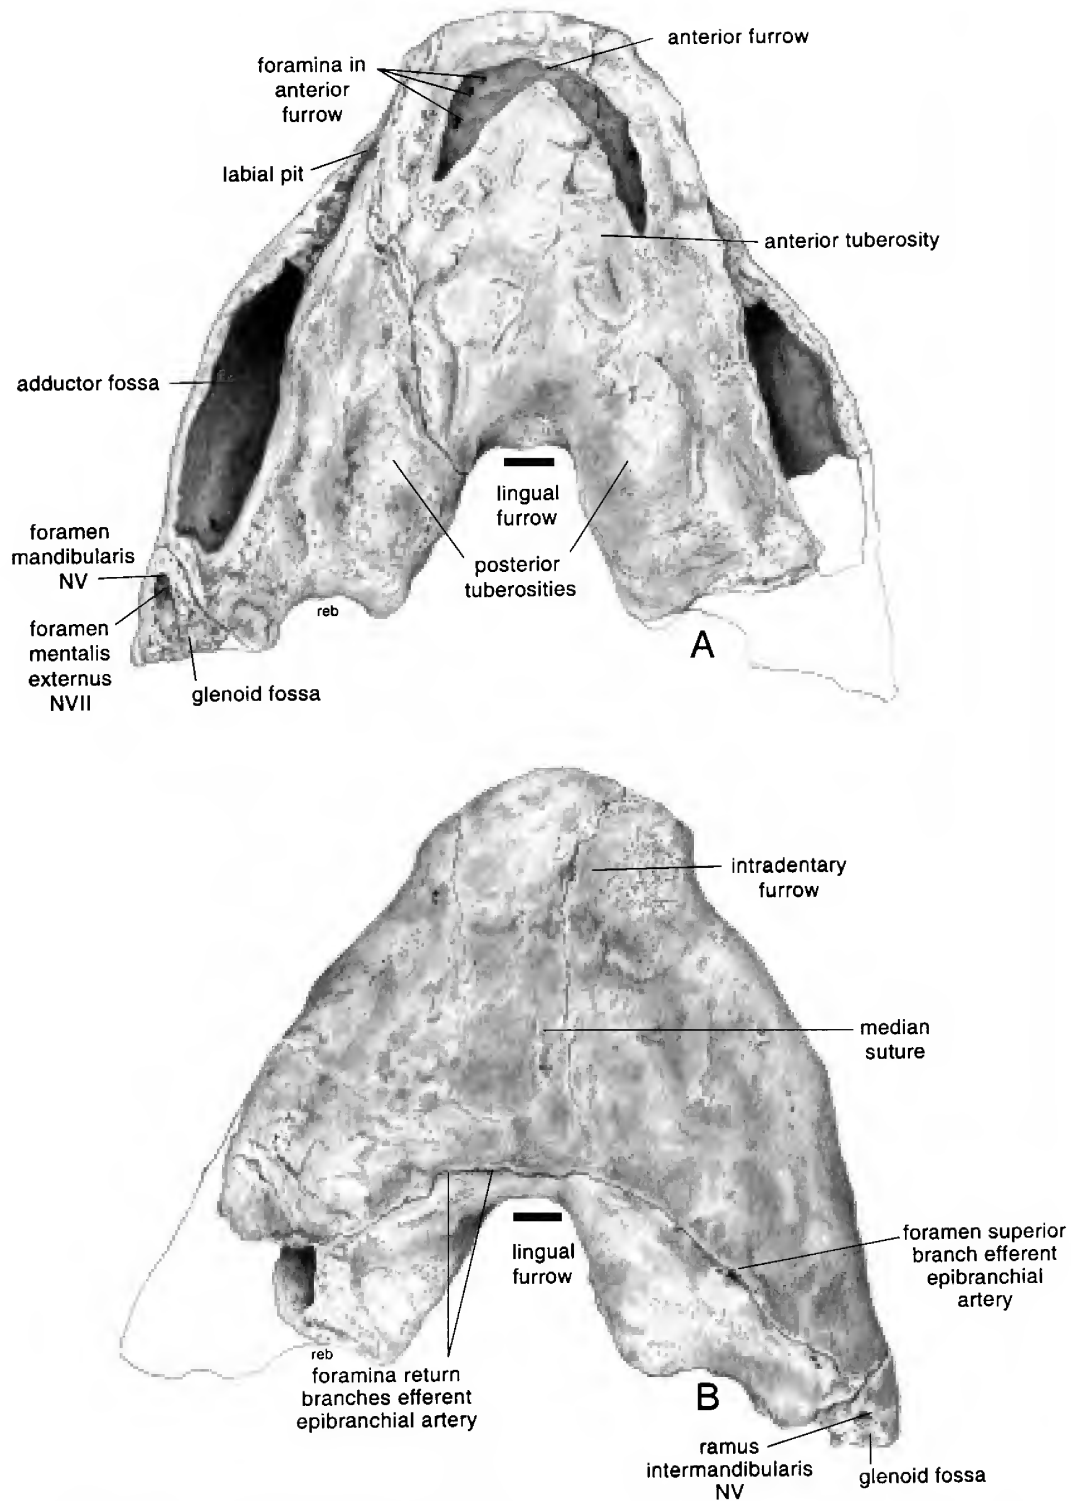 anterior furrow
foramina in
anterior
furrow
labial pit
anterior tuberosity
adductor fossa
lingual
furrow
foramen
mandibularis
NV
posterior
tuberosities
reb
foramen
mentalis
externus
NVII
glenoid fossa
A
intradentary
furrow
median
suture
lingual
furrow
foramen superior
branch efferent
epibranchial
artery
reb
foramina return
branches efferent
epibranchial artery
B
ramus
intermandibularis
NV
glenoid fossa